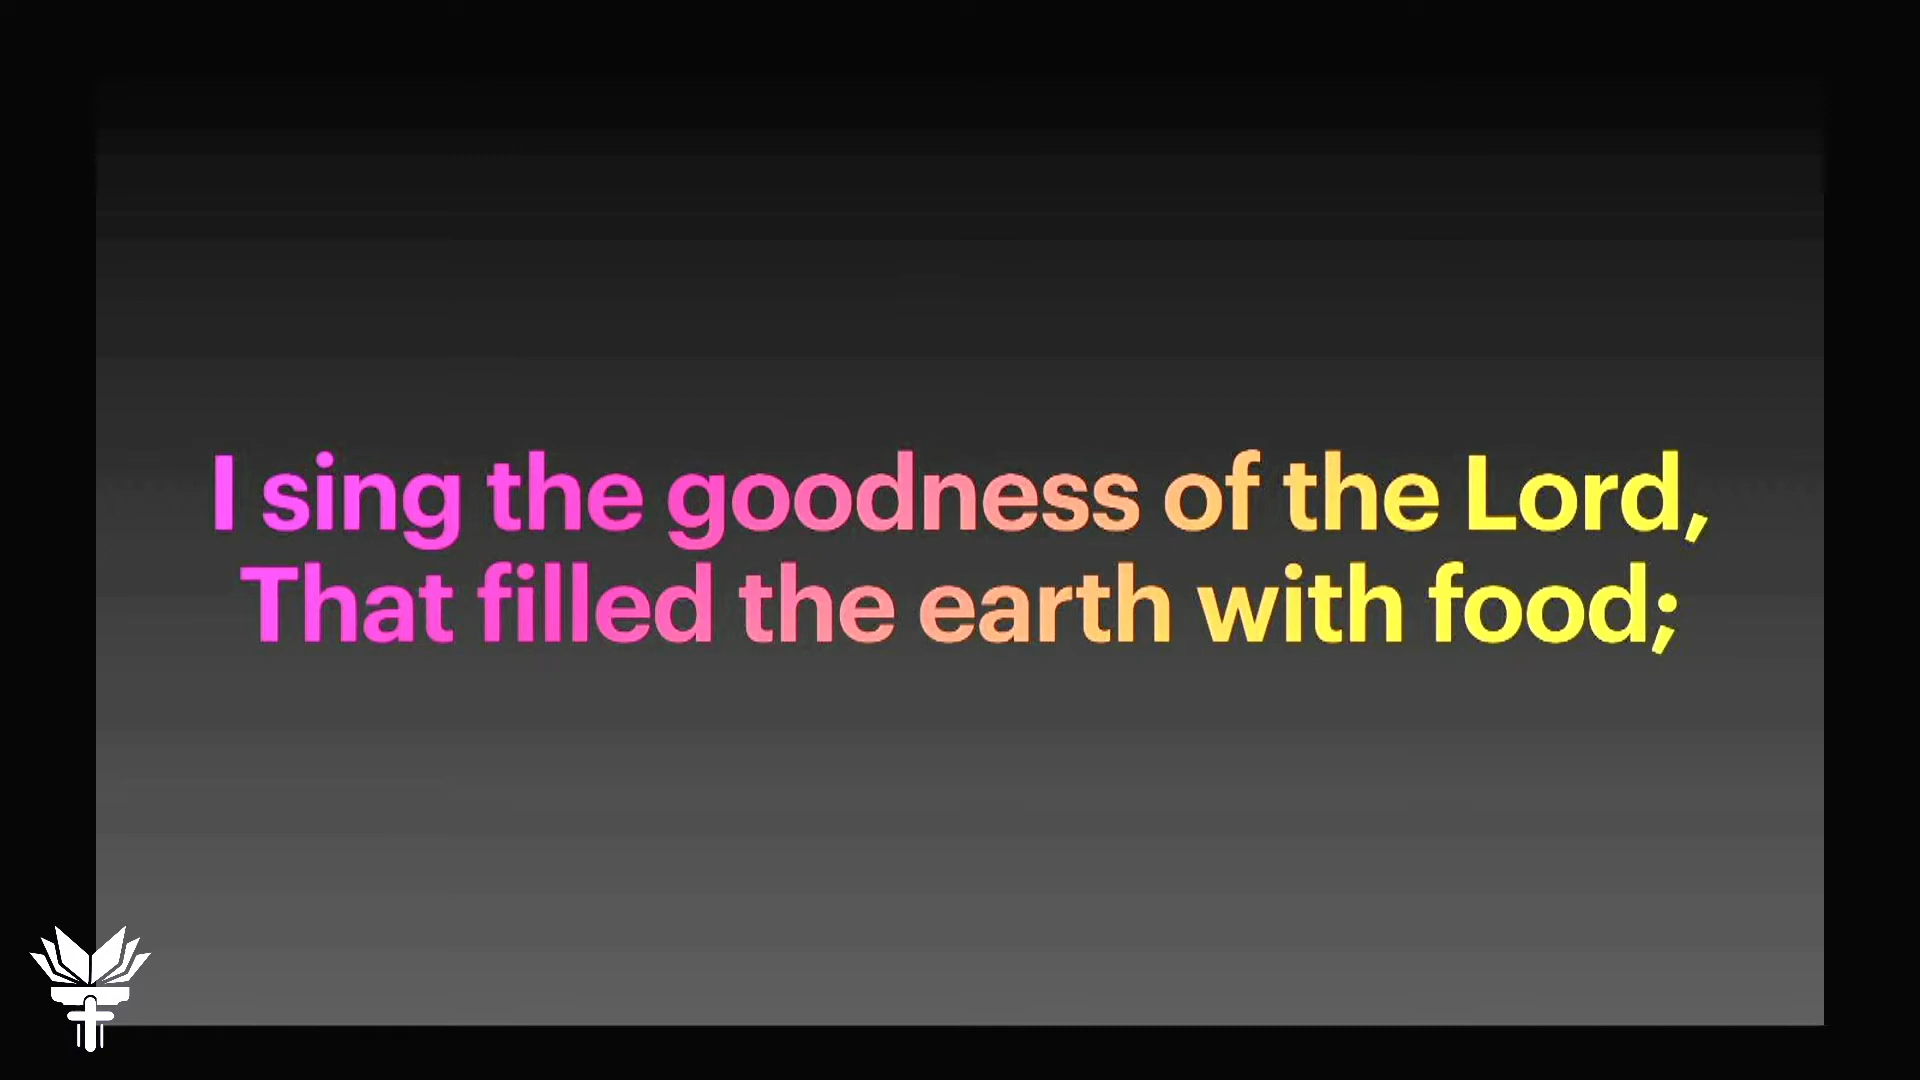 I sing the goodness of the Lord,
That filled the earth with food;